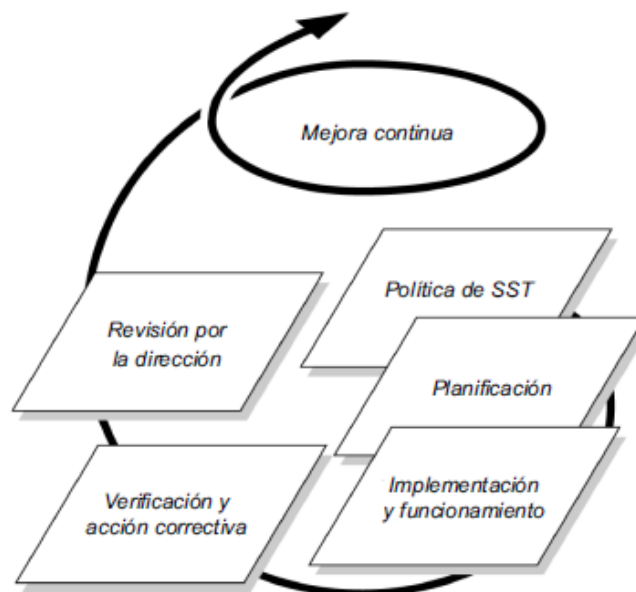 Mejora continua
Política de SST
Revisión por
la dirección
Planificación
Verificación y
acción correctiva
Implementación
y funcionamiento